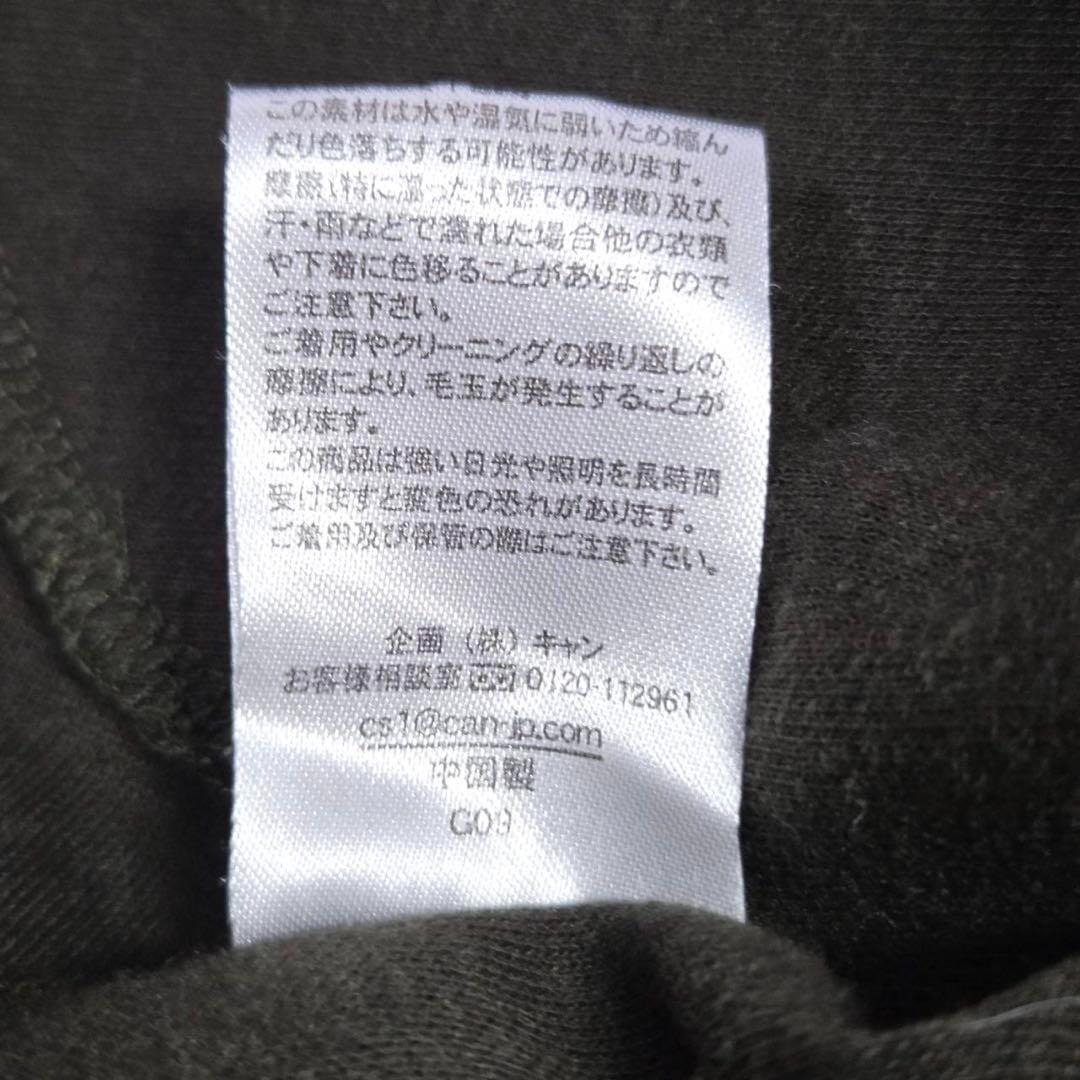 この素材は水や湿気に弱いため縮ん
だり色落ちする可能性があります。
摩擦(特に湿った状態での摩擦)及び、
汗・雨などで濡れた場合他の衣類
や下着に色移ることがありますので
ご注意下さい。
ご着用やクリーニングの繰り返しの
摩擦により、毛玉が発生することが
あります。
この商品は強い日光や照明を長時間
受けますと変色の恐れがあります。
ご着用及び保管の際はご注意下さい。
企画（株）キャン
お客様相談室 0120-112961
cs1@can-jp.com
中国製
G09